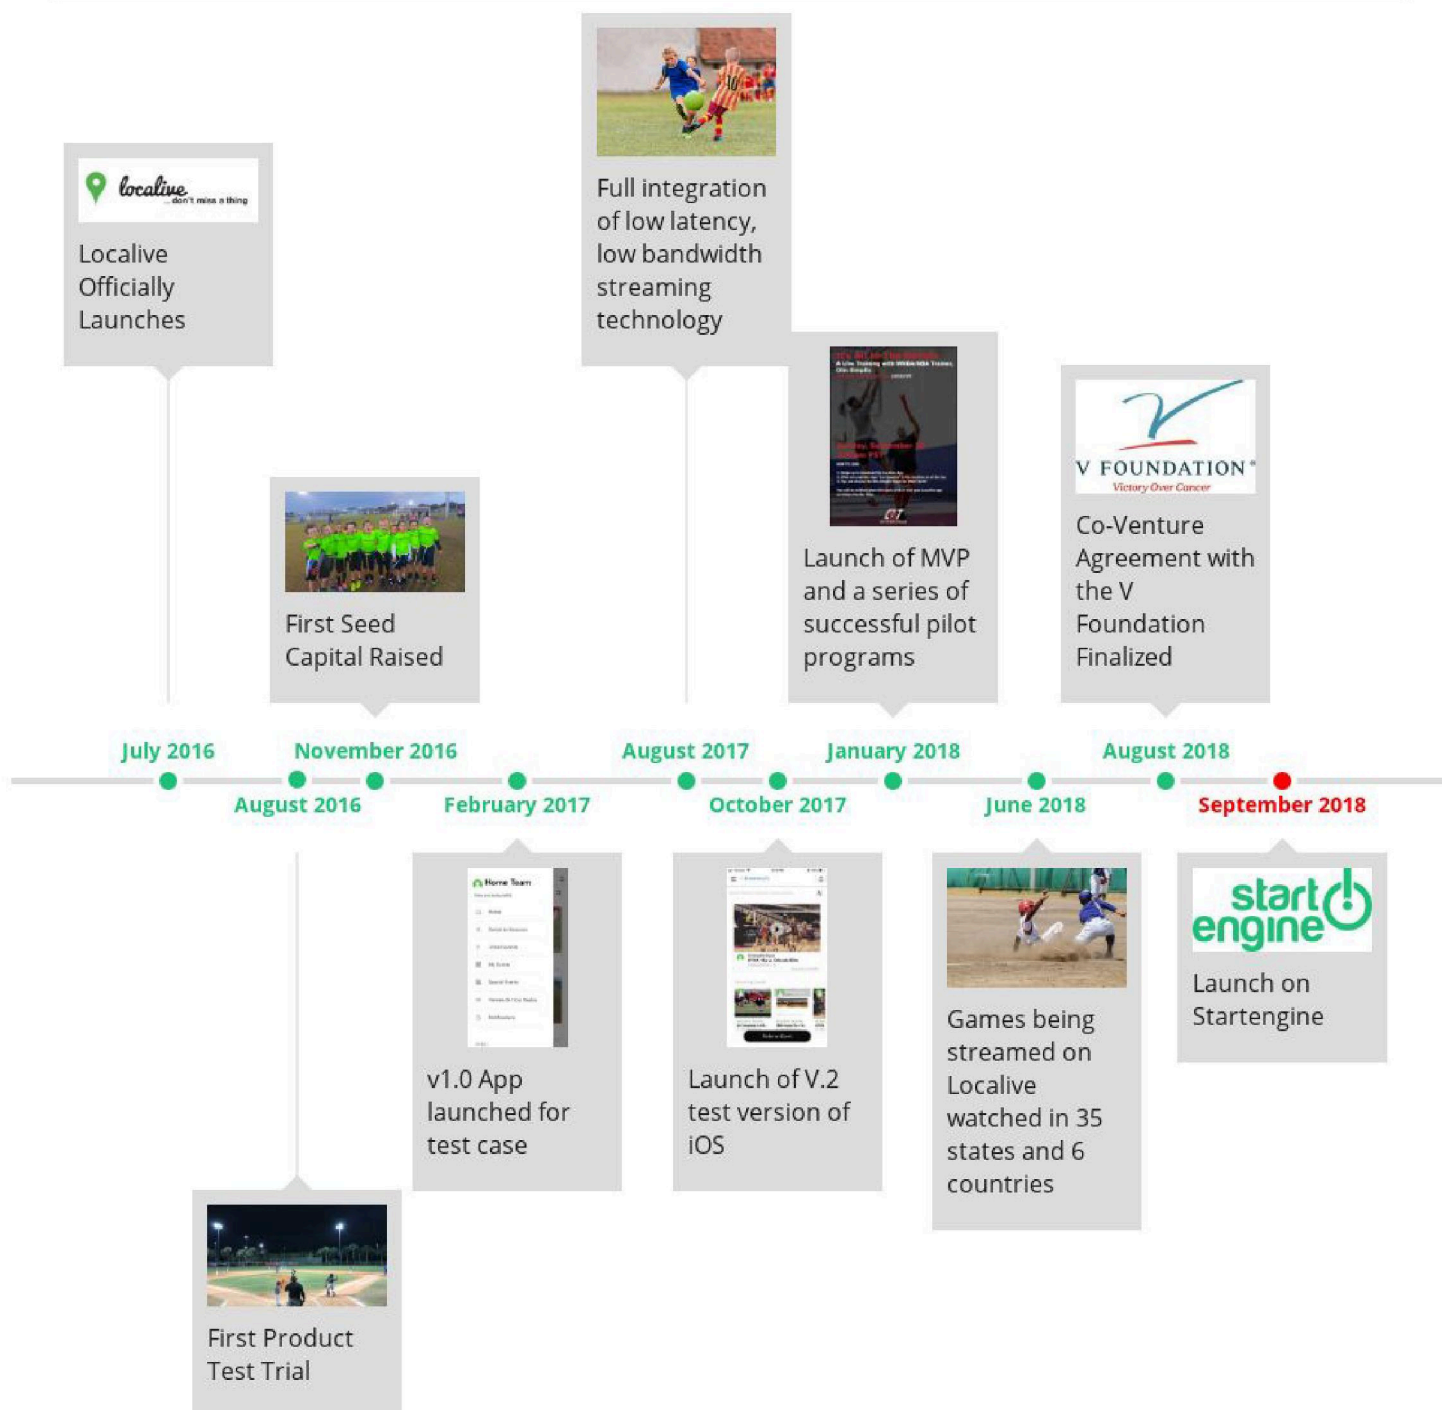 localive
... don't miss a thing
Localive
Officially
Launches
First Seed
Capital Raised
10
Full integration
of low latency,
low bandwidth
streaming
technology
Launch of MVP
and a series of
successful pilot
programs
V FOUNDATION®
Victory Over Cancer
Co-Venture
Agreement with
the V
Foundation
Finalized
July 2016
November 2016
August 2017
January 2018
August 2018
August 2016
February 2017
October 2017
June 2018
September 2018
First Product
Test Trial
Home Team
v1.0 App
launched for
test case
Launch of V.2
test version of
iOS
Games being
streamed on
Localive
watched in 35
states and 6
countries
start
engine
Launch on
Startengine